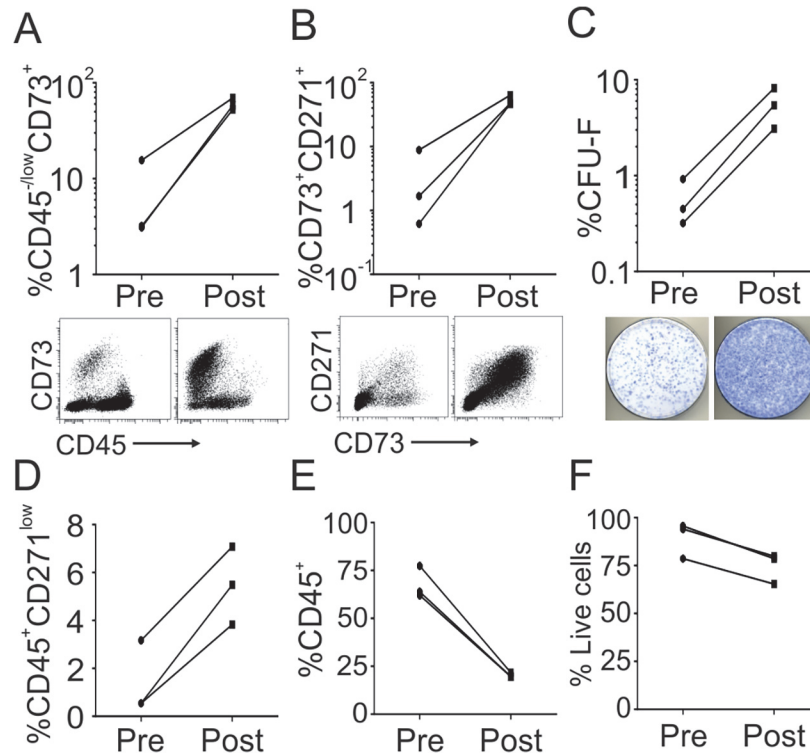 A
%CD45-/lowCD73+
10²
10
1
Pre Post
CD73
CD45
B
%CD73+CD271+
10²
10
1
10-1
Pre Post
CD271
CD73
C
%CFU-F
10
1
0.1
Pre Post
D
%CD45+CD271low
8
6
4
2
0
Pre Post
E
%CD45+
100
75
50
25
0
Pre Post
F
% Live cells
100
75
50
25
0
Pre Post